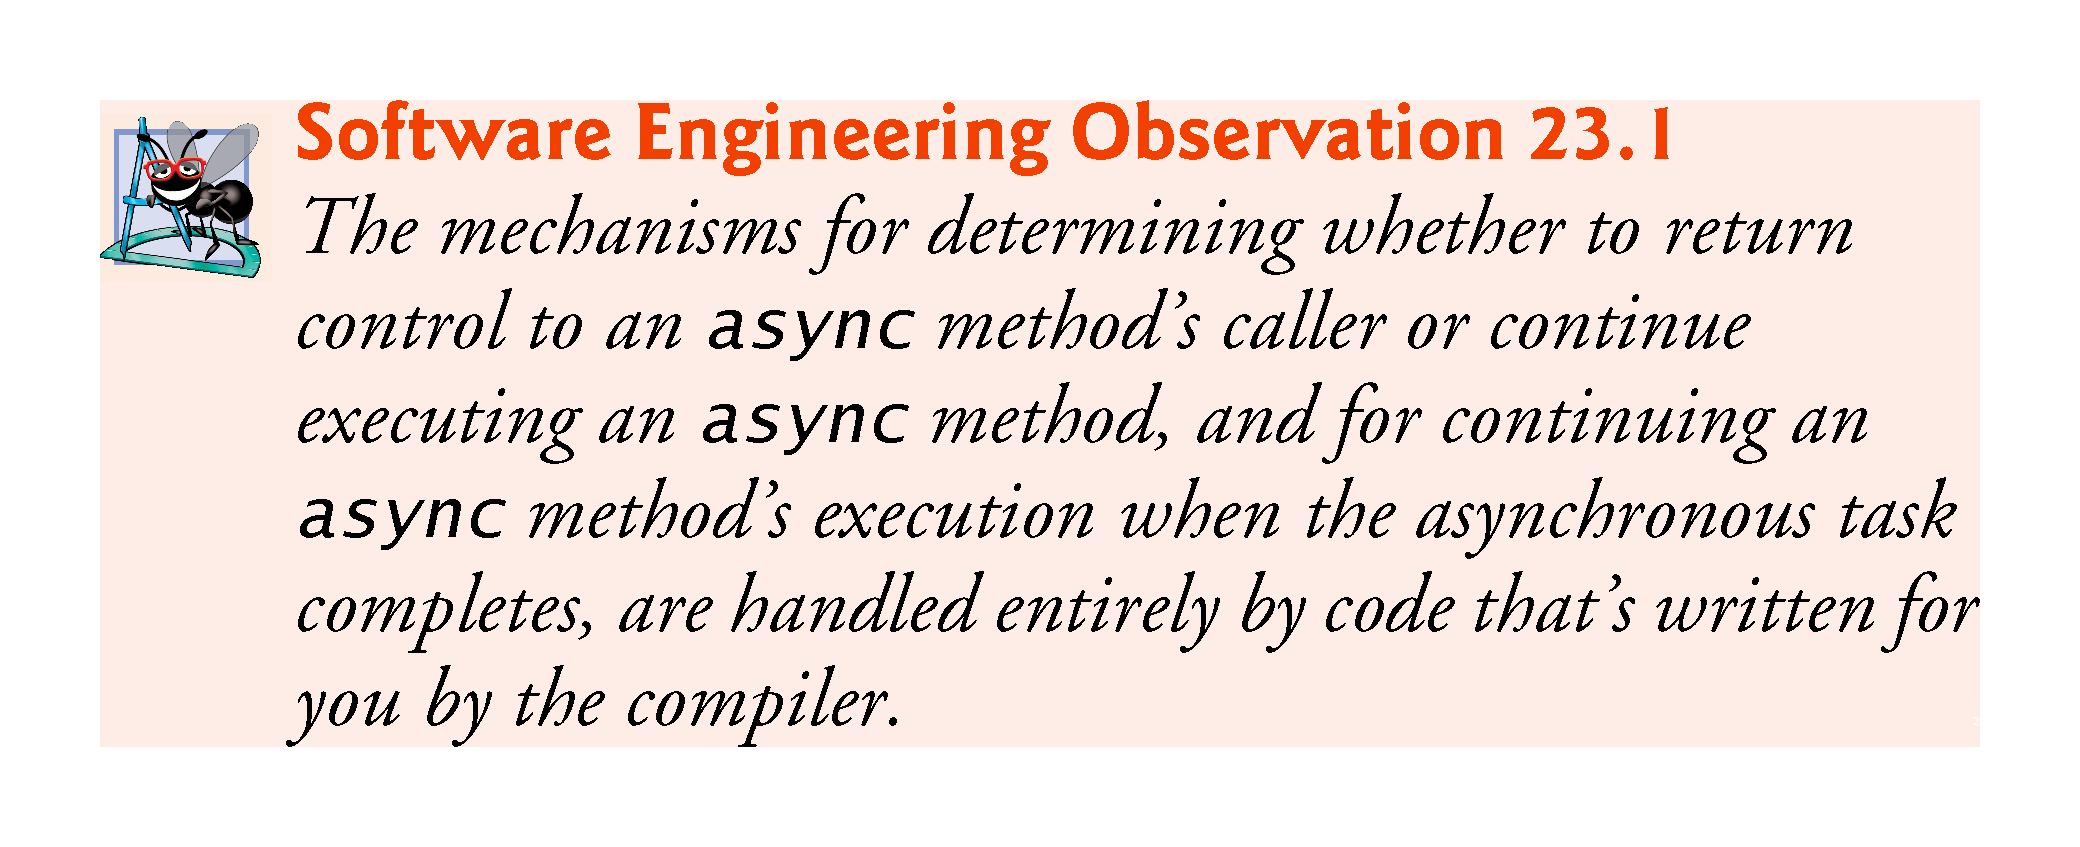 Software Engineering Observation 23.1
The mechanisms for determining whether to return
control to an async method’s caller or continue
executing an async method, and for continuing an
async method’s execution when the asynchronous task
completes, are handled entirely by code that’s written for
you by the compiler.